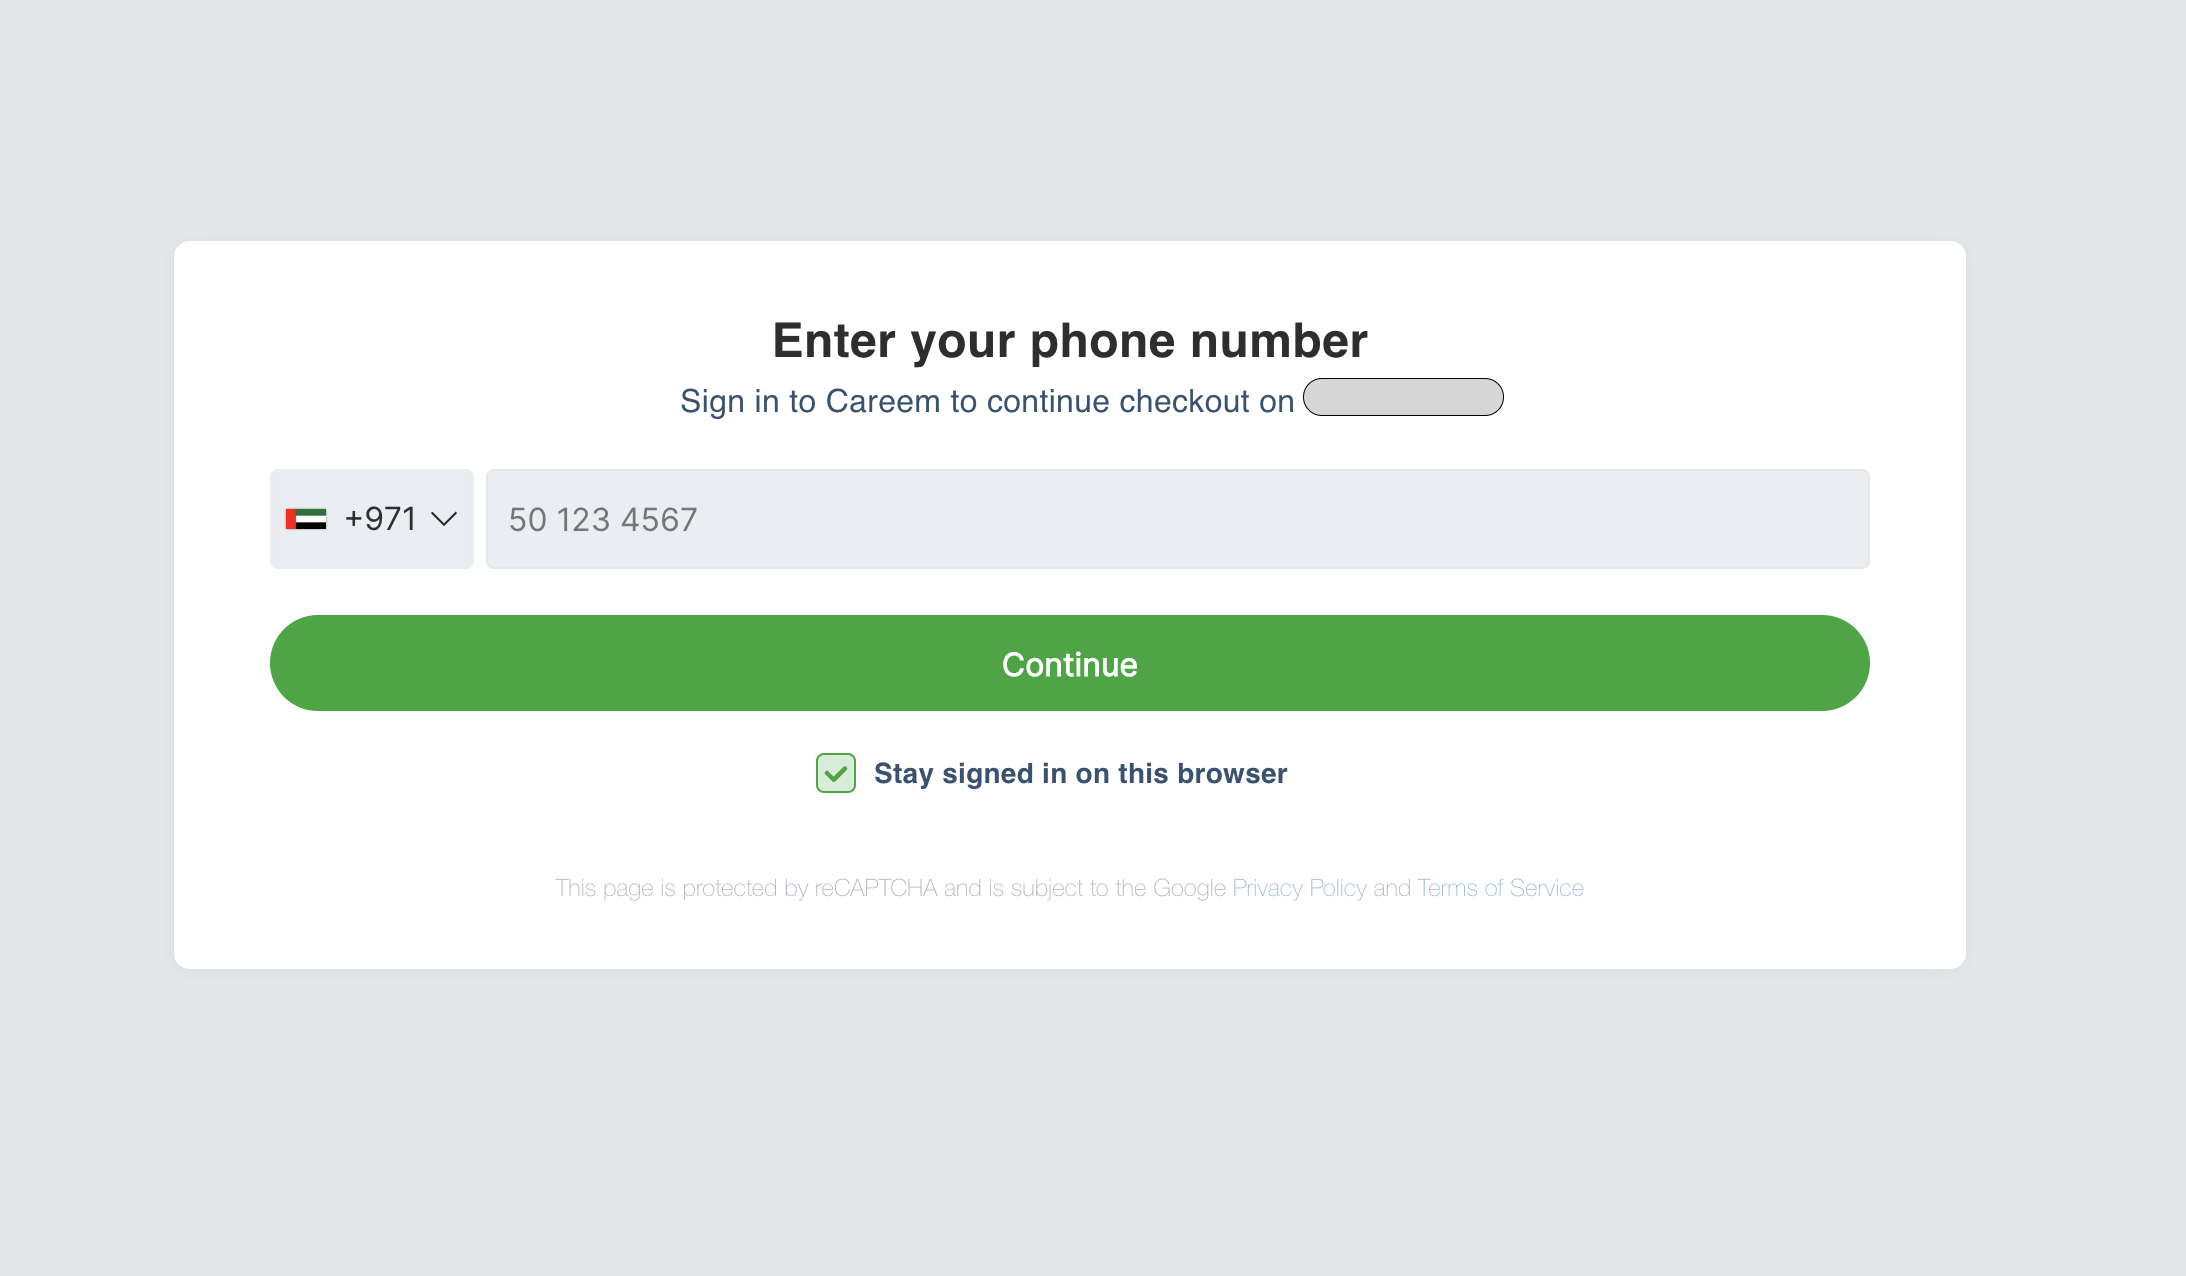 Enter your phone number
Sign in to Careem to continue checkout on
+971
50 123 4567
Continue
Stay signed in on this browser
This page is protected by reCAPTCHA and is subject to the Google Privacy Policy and Terms of Service